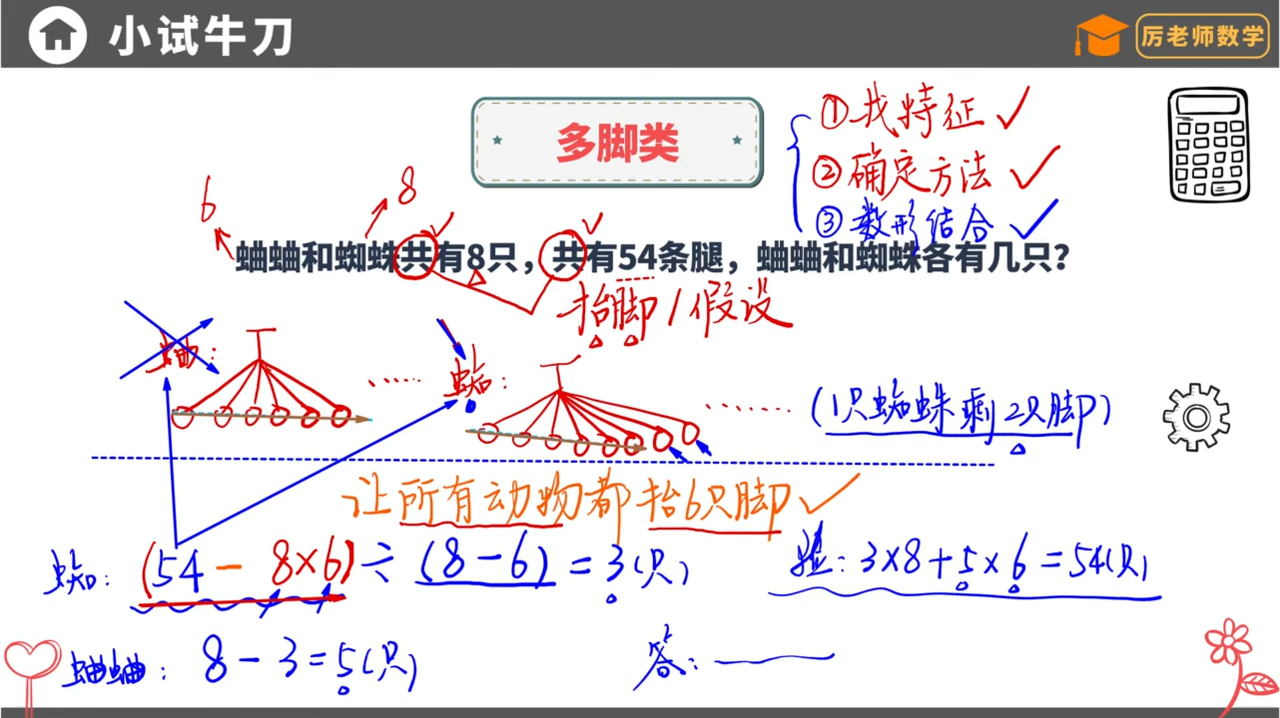 小试牛刀
厉老师数学
多脚类
①找特征✓
②确定方法✓
③数形结合✓
6
8
蛐蛐和蜘蛛共有8只，共有54条腿，蛐蛐和蜘蛛各有几只？
抬脚/假设
蛐：
……
蜘：
……
(1只蜘蛛剩2只脚)
让所有动物都抬6只脚✓
蜘：(54－8×6)÷(8－6)＝3(只)
验：3×8＋5×6＝54(只)
蛐蛐：8－3＝5(只)
答：